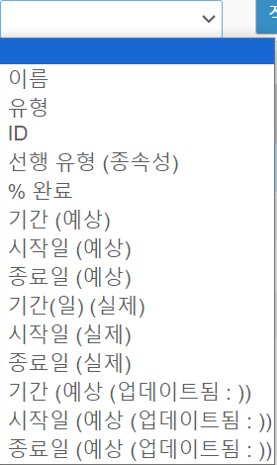 이름
유형
ID
선행 유형 (종속성)
% 완료
기간 (예상)
시작일 (예상)
종료일 (예상)
기간(일) (실제)
시작일 (실제)
종료일 (실제)
기간 (예상 (업데이트됨 : ))
시작일 (예상 (업데이트됨 : ))
종료일 (예상 (업데이트됨 : ))